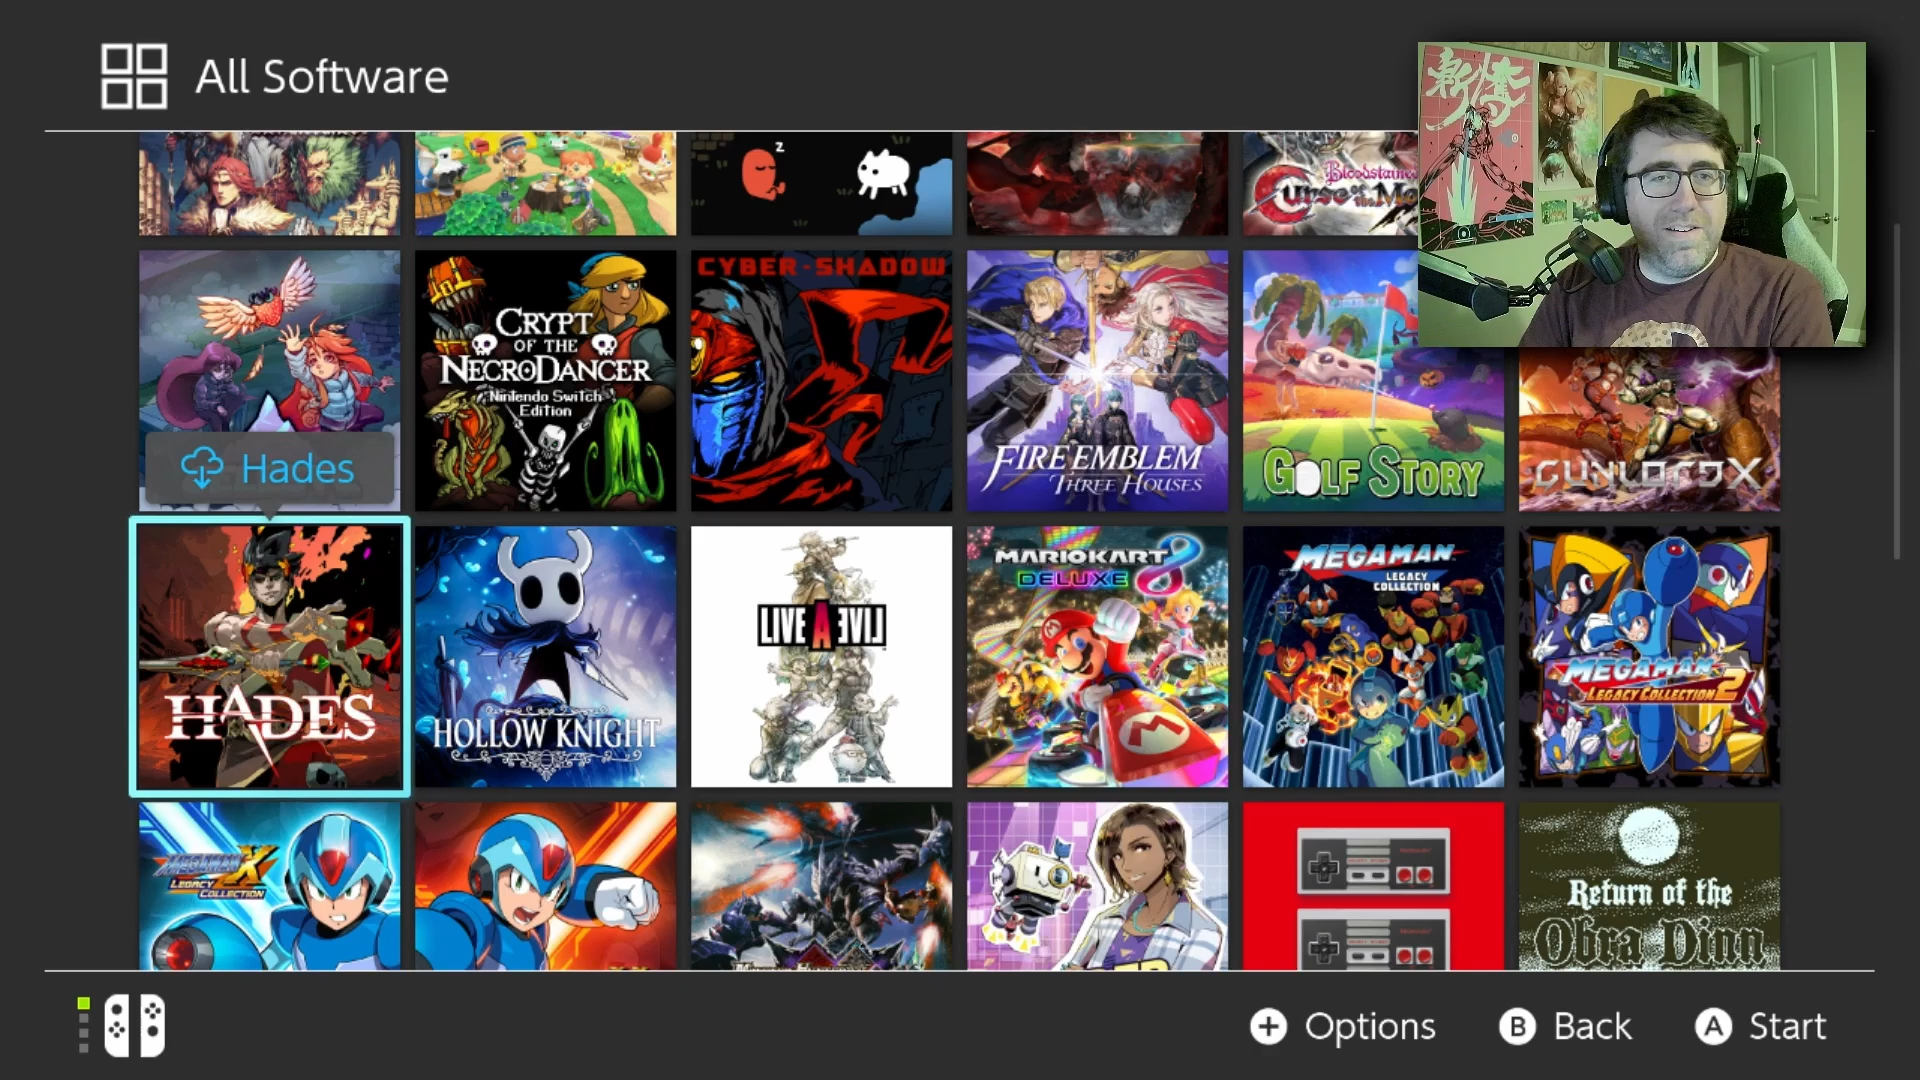 All Software
z
Bloodstained
Curse of the Mo
CRYPT
OF THE
NECRODANCER
Nintendo Switch
Edition
CYBER-SHADOW
FIRE EMBLEM
THREE HOUSES
GOLF STORY
GUNLORDX
Hades
HADES
HOLLOW KNIGHT
LIVE A LIVE
MARIOKART 8
DELUXE
M
MEGAMAN
LEGACY
COLLECTION
MEGAMAN
LEGACY COLLECTION 2
MEGAMAN X
LEGACY
COLLECTION
Return of the
Obra Dinn
+ Options
B Back
A Start